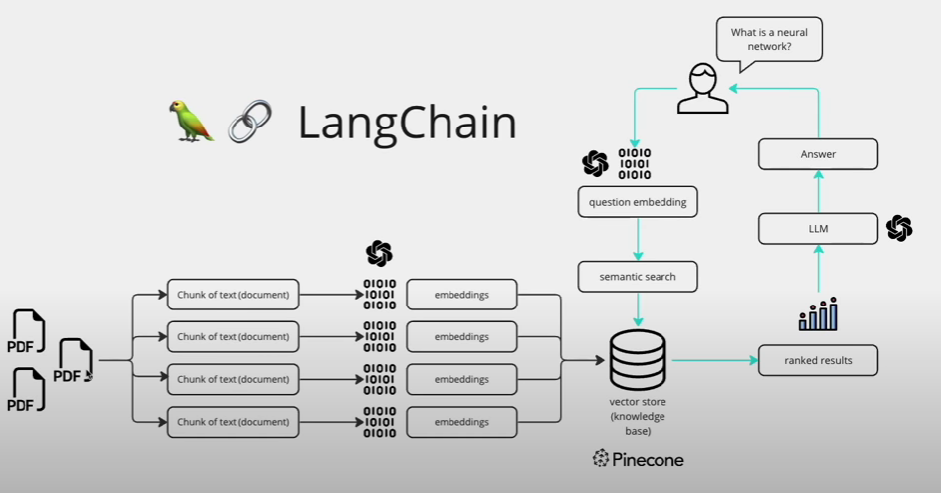 What is a neural
network?
LangChain
01010
10101
01010
question embedding
semantic search
Answer
LLM
ranked results
PDF
PDF
PDF
Chunk of text(document)
01010
10101
01010
embeddings
Chunk of text(document)
01010
10101
01010
embeddings
Chunk of text(document)
01010
10101
01010
embeddings
Chunk of text(document)
01010
10101
01010
embeddings
vector store
(knowledge
base)
Pinecone